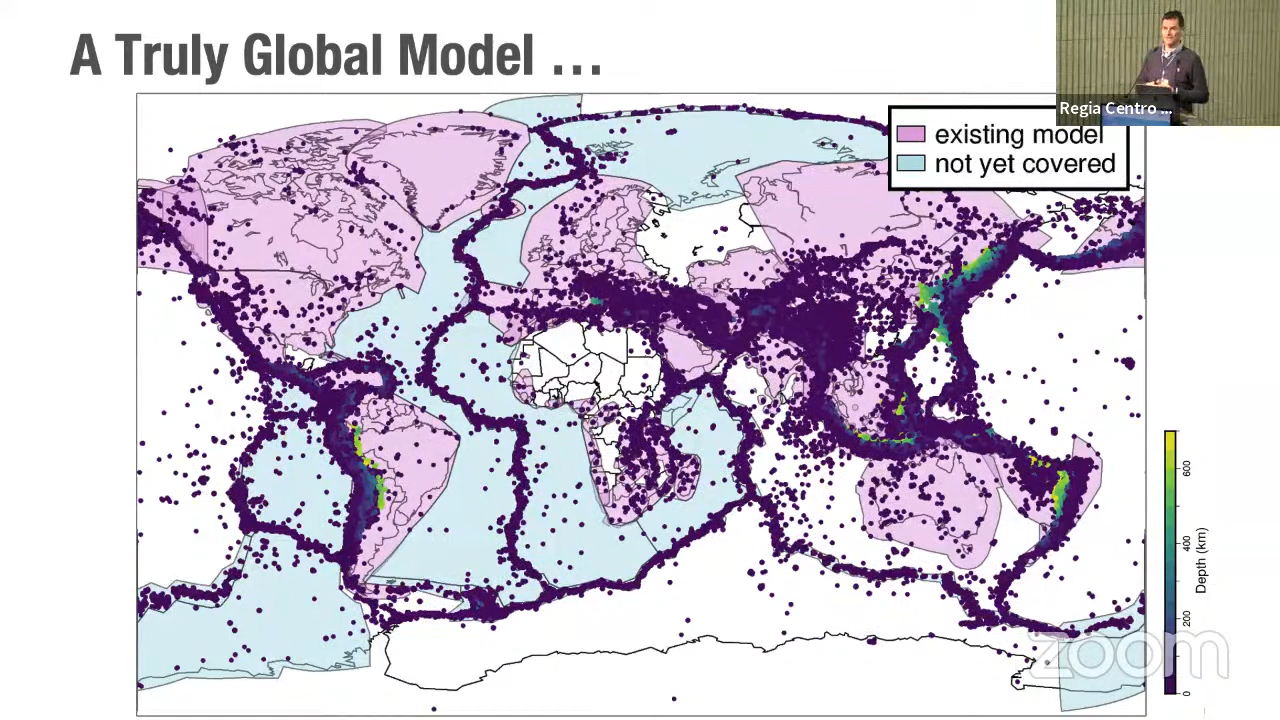 A Truly Global Model ...
Regia Centro ...
existing model
not yet covered
600
400
200
0
Depth (km)
zoom